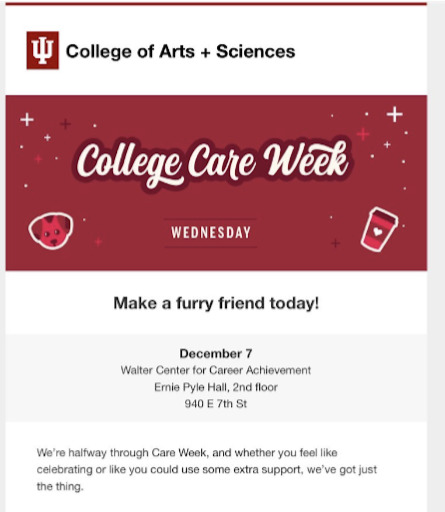 College of Arts + Sciences
College Care Week
WEDNESDAY
Make a furry friend today!
December 7
Walter Center for Career Achievement
Ernie Pyle Hall, 2nd floor
940 E 7th St
We're halfway through Care Week, and whether you feel like
celebrating or like you could use some extra support, we've got just
the thing.